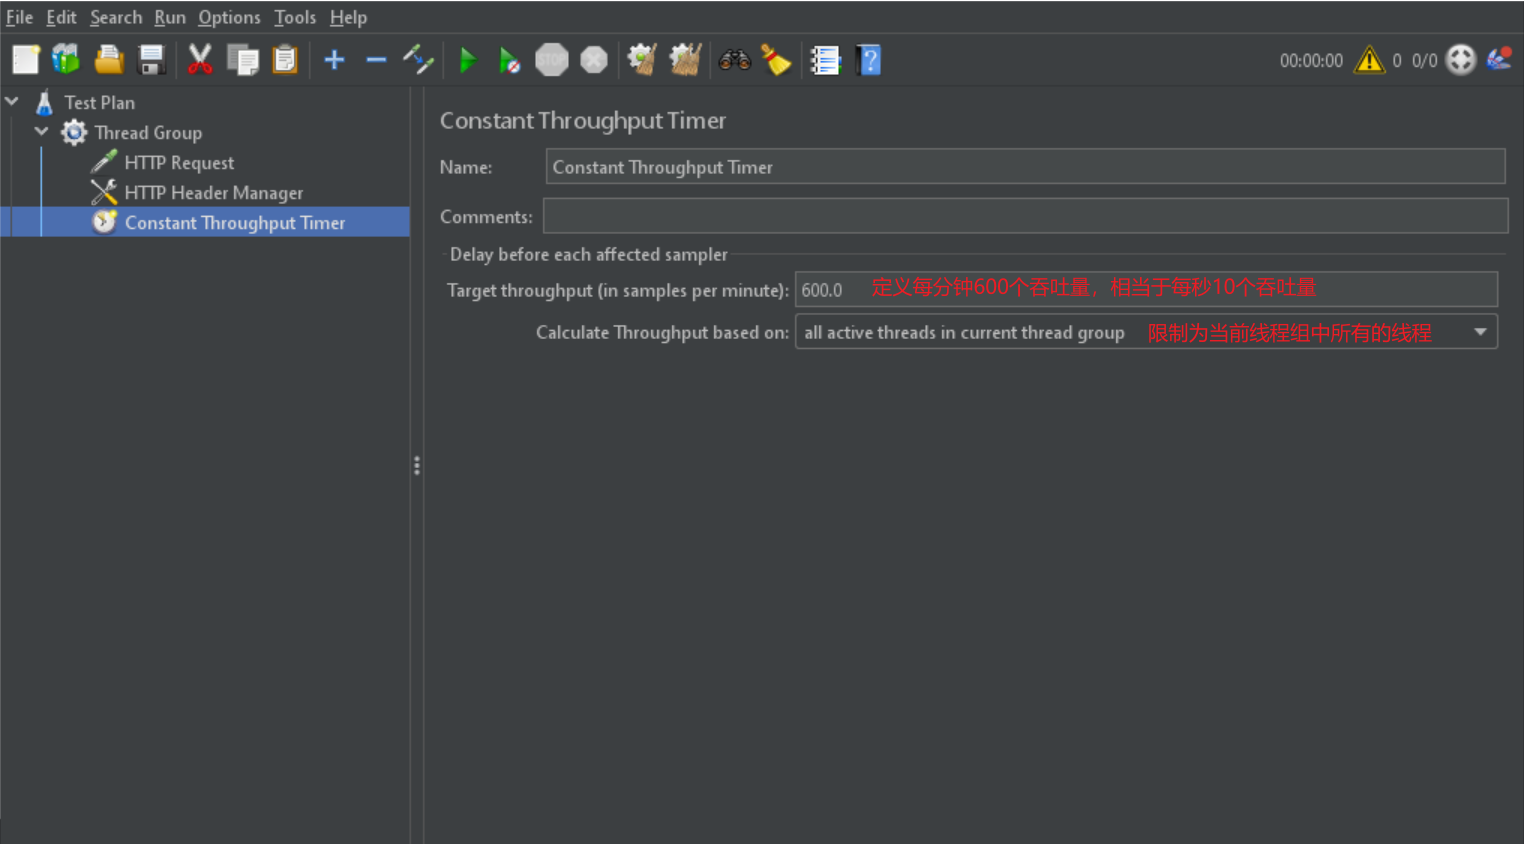 File Edit Search Run Options Tools Help
STOP
00:00:00 0 0/0
Test Plan
Thread Group
HTTP Request
HTTP Header Manager
Constant Throughput Timer
Constant Throughput Timer
Name: Constant Throughput Timer
Comments:
Delay before each affected sampler
Target throughput (in samples per minute): 600.0 定义每分钟600个吞吐量，相当于每秒10个吞吐量
Calculate Throughput based on: all active threads in current thread group 限制为当前线程组中所有的线程